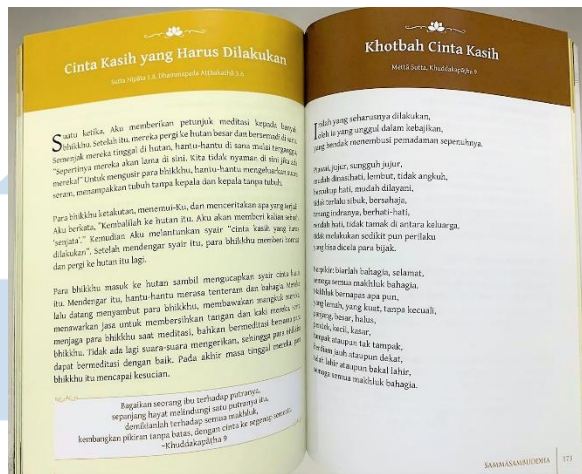 Cinta Kasih yang Harus Dilakukan
Sutta Nipāta 1.8, Dhammapada Aṭṭhakathā 3.6
Suatu ketika, Aku memberikan petunjuk meditasi kepada banyak
bhikkhu. Setelah itu, mereka pergi ke hutan besar dan bersemadi di sana.
Semenjak mereka tinggal di hutan, hantu-hantu di sana mulai terganggu,
"Sepertinya mereka akan lama di sini. Kita tidak nyaman di sini jika ada
mereka!" Untuk mengusir para bhikkhu, hantu-hantu mengeluarkan suara
seram, menampakkan tubuh tanpa kepala dan kepala tanpa tubuh.
Para bhikkhu ketakutan, menemui-Ku, dan menceritakan apa yang terjadi.
Aku berkata, "Kembalilah ke hutan itu. Aku akan memberi kalian sebuah
'senjata'." Kemudian Aku melantunkan syair "cinta kasih yang harus
dilakukan". Setelah mendengar syair itu, para bhikkhu memberi hormat
dan pergi ke hutan itu lagi.
Para bhikkhu masuk ke hutan sambil mengucapkan syair cinta kasih
itu. Mendengar itu, hantu-hantu merasa tenteram dan bahagia. Mereka
lalu datang menyambut para bhikkhu, membawakan mangkuk mereka,
menawarkan jasa untuk membersihkan tangan dan kaki mereka, serta
menjaga para bhikkhu saat meditasi, bahkan bermeditasi bersama para
bhikkhu. Tidak ada lagi suara-suara mengerikan, sehingga para bhikkhu
dapat bermeditasi dengan baik. Pada akhir masa tinggal mereka, para
bhikkhu itu mencapai kesucian.
Bagaikan seorang ibu terhadap putranya,
sepanjang hayat melindungi satu putranya itu,
demikianlah terhadap semua makhluk,
kembangkan pikiran tanpa batas, dengan cinta ke segenap semesta.
~Khuddakapāṭha 9
Khotbah Cinta Kasih
Mettā Sutta, Khuddakapāṭha 9
Inilah yang seharusnya dilakukan,
oleh ia yang unggul dalam kebajikan,
yang hendak menembusi pemadaman sepenuhnya.
Piawai, jujur, sungguh jujur,
mudah dinasihati, lembut, tidak angkuh,
bercukup hati, mudah dilayani,
tidak terlalu sibuk, bersahaja,
tenang indranya, berhati-hati,
rendah hati, tidak tamak di antara keluarga,
tidak melakukan sedikit pun perilaku
yang bisa dicela para bijak.
Berpikir: biarlah bahagia, selamat,
semoga semua makhluk bahagia.
Makhluk bernapas apa pun,
yang lemah, yang kuat, tanpa kecuali,
panjang, besar, halus,
pendek, kecil, kasar,
tampak ataupun tak tampak,
berdiam jauh ataupun dekat,
telah lahir ataupun bakal lahir,
semoga semua makhluk bahagia.
SAMMĀSAMBUDDHA 173